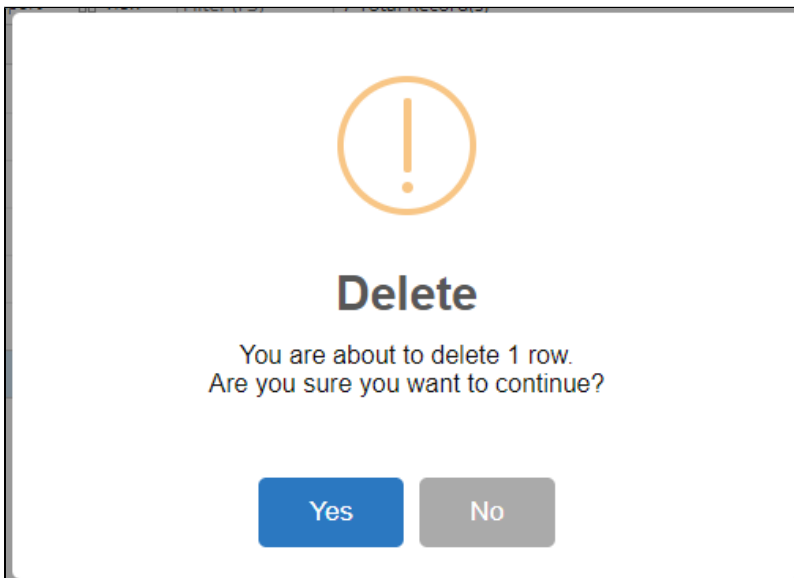 Delete
You are about to delete 1 row.
Are you sure you want to continue?
Yes
No